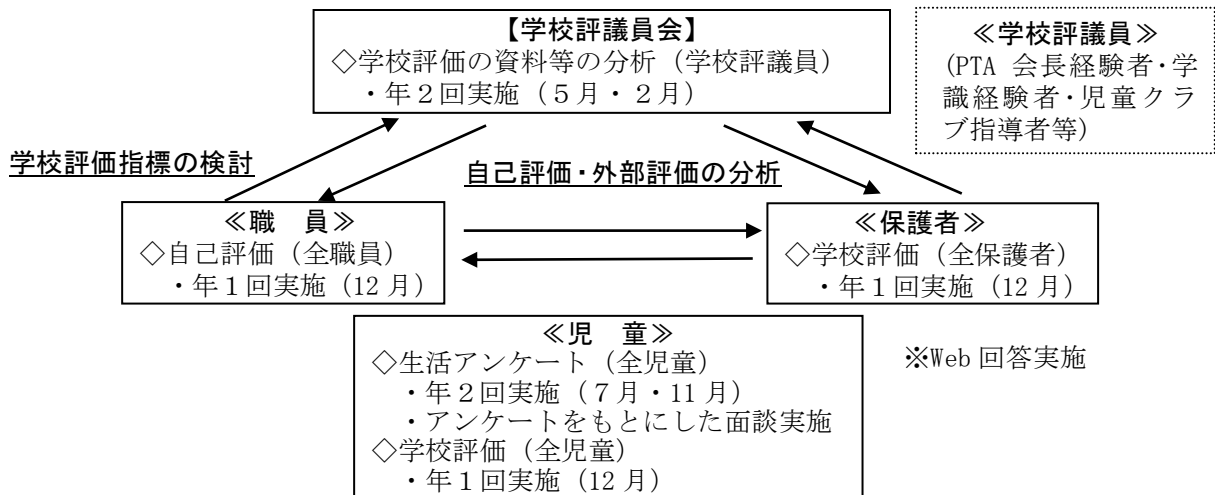 【学校評議員会】
◇学校評価の資料等の分析（学校評議員）
・年２回実施（５月・２月）
≪学校評議員≫
(PTA 会長経験者・学
識経験者・児童クラ
ブ指導者等)
学校評価指標の検討
自己評価・外部評価の分析
≪職　員≫
◇自己評価（全職員）
・年１回実施（12 月）
≪保護者≫
◇学校評価（全保護者）
・年１回実施（12 月）
≪児　童≫
◇生活アンケート（全児童）
・年２回実施（７月・11 月）
・アンケートをもとにした面談実施
◇学校評価（全児童）
・年１回実施（12 月）
※Web 回答実施